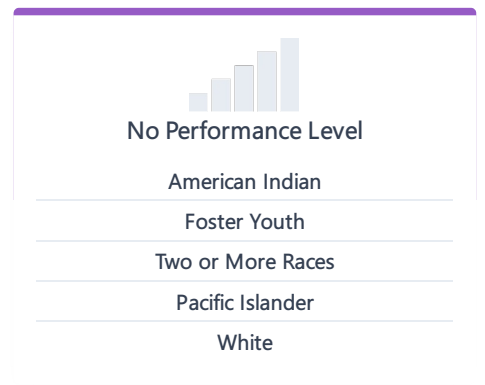 No Performance Level
American Indian
Foster Youth
Two or More Races
Pacific Islander
White